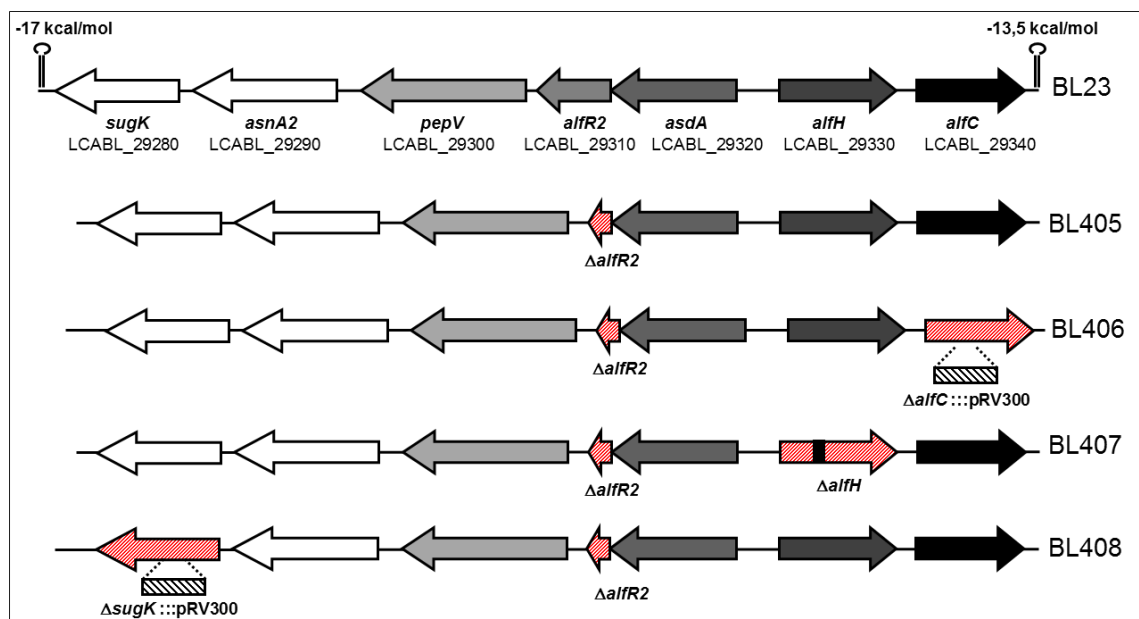 -17 kcal/mol -13,5 kcal/mol
BL23
sugK asnA2 pepV alfR2 asdA alfH alfC
LCABL_29280 LCABL_29290 LCABL_29300 LCABL_29310 LCABL_29320 LCABL_29330 LCABL_29340
BL405
ΔalfR2
BL406
ΔalfR2
ΔalfC :::pRV300
BL407
ΔalfR2 ΔalfH
BL408
ΔsugK :::pRV300 ΔalfR2